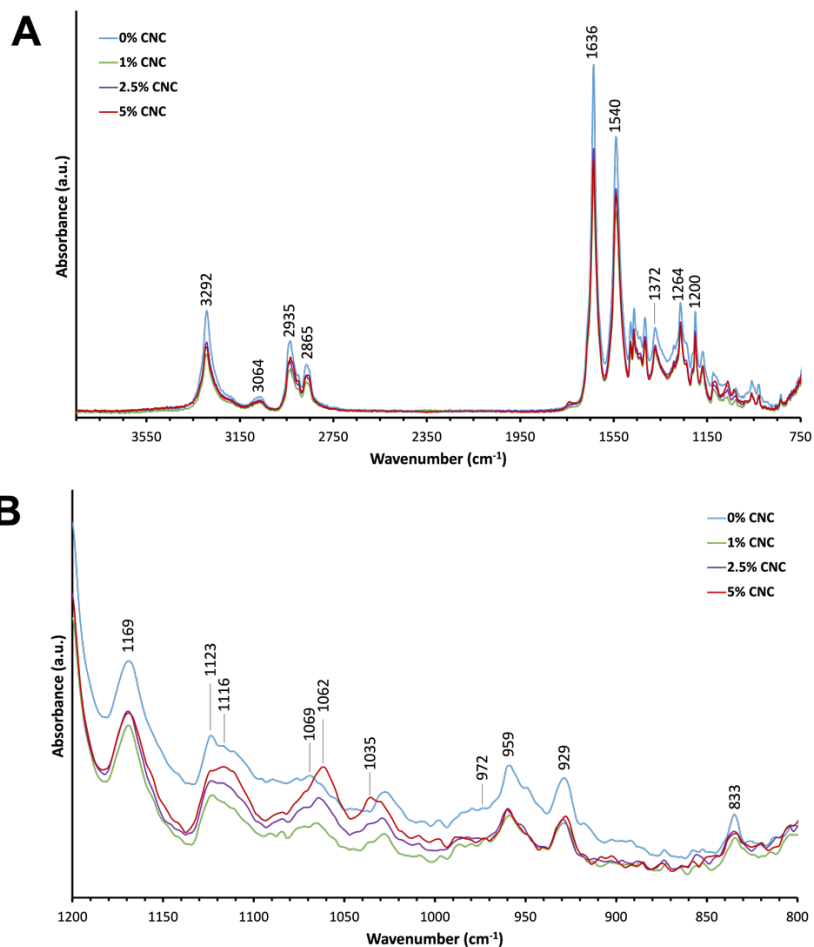 A
0% CNC
1% CNC
2.5% CNC
5% CNC
1636
1540
3292
3064
2935
2865
1372
1264
1200
Absorbance (a.u.)
3550 3150 2750 2350 1950 1550 1150 750
Wavenumber (cm⁻¹)
B
0% CNC
1% CNC
2.5% CNC
5% CNC
1169
1123
1116
1069
1062
1035
972
959
929
833
Absorbance (a.u.)
1200 1150 1100 1050 1000 950 900 850 800
Wavenumber (cm⁻¹)